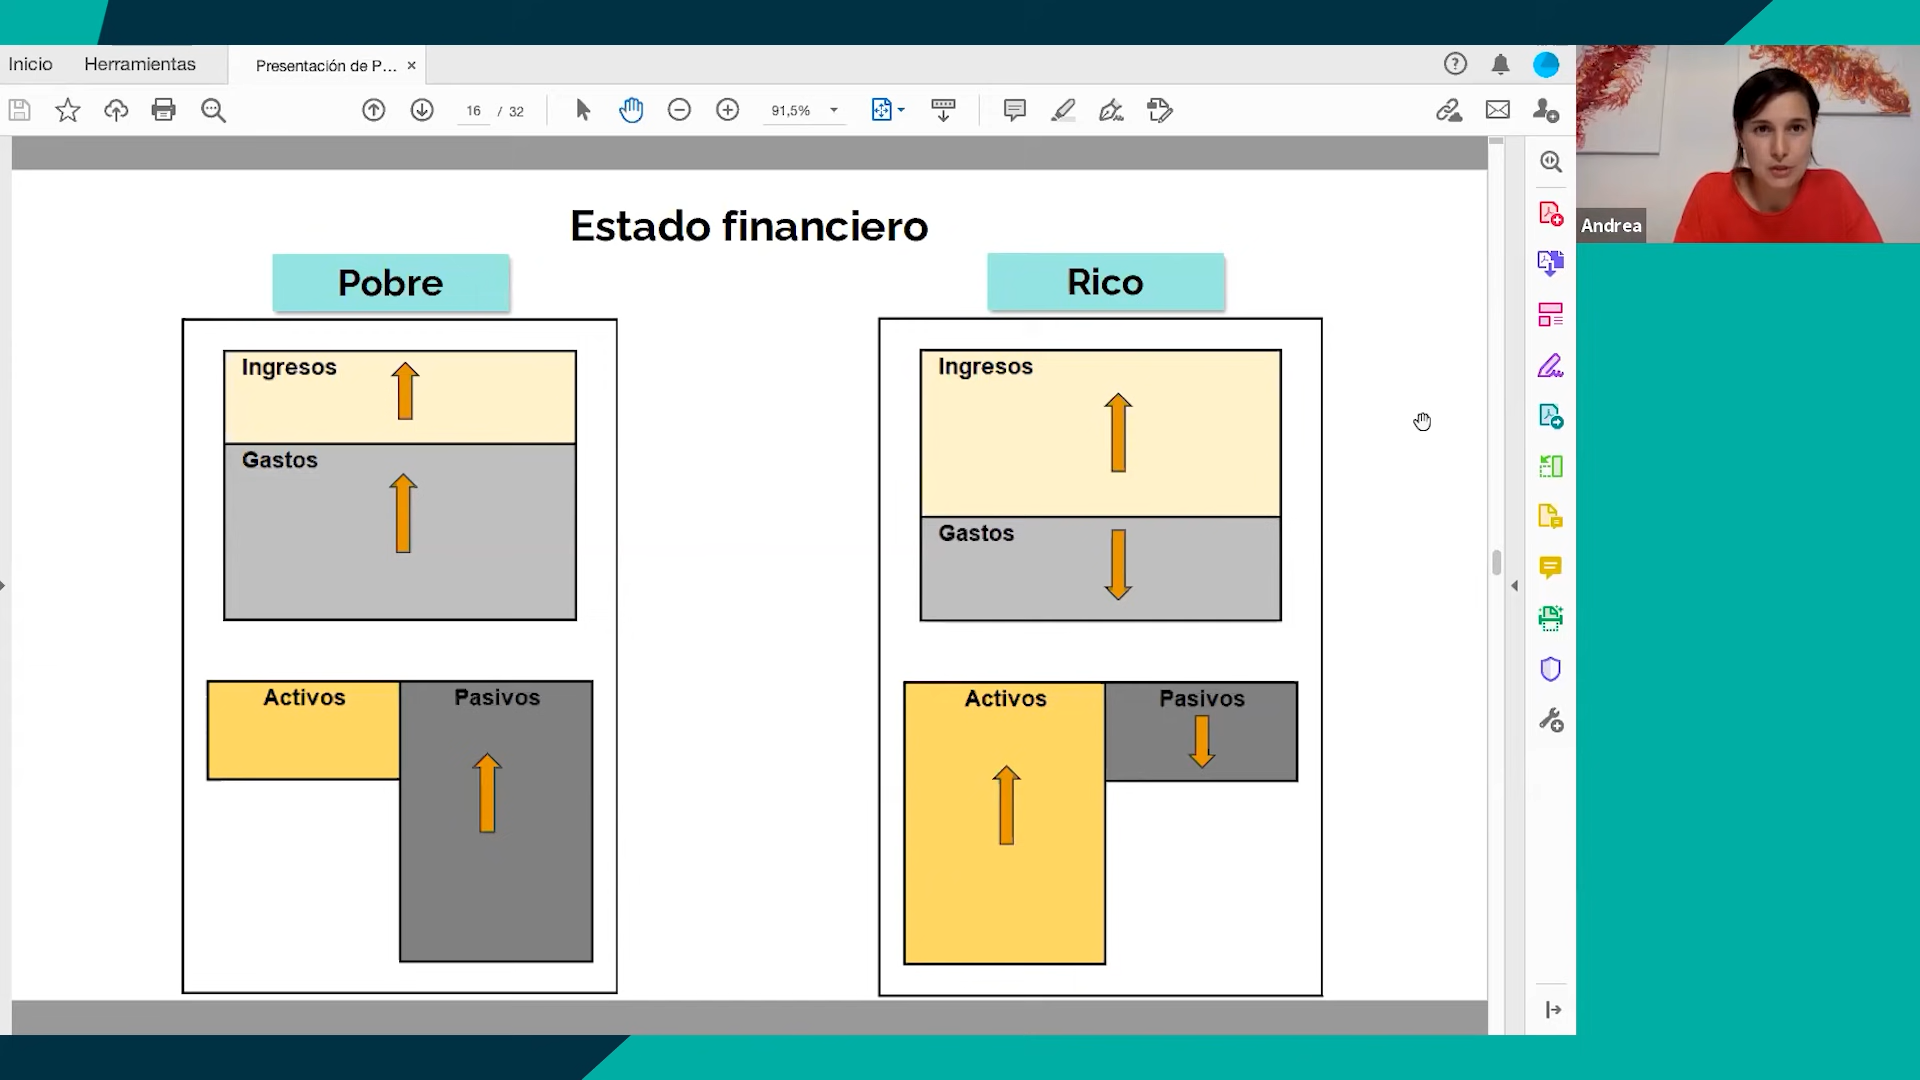 Inicio Herramientas Presentación de P... ×
16 / 32 91,5%
Andrea
Estado financiero
Pobre
Ingresos
Gastos
Activos Pasivos
Rico
Ingresos
Gastos
Activos Pasivos